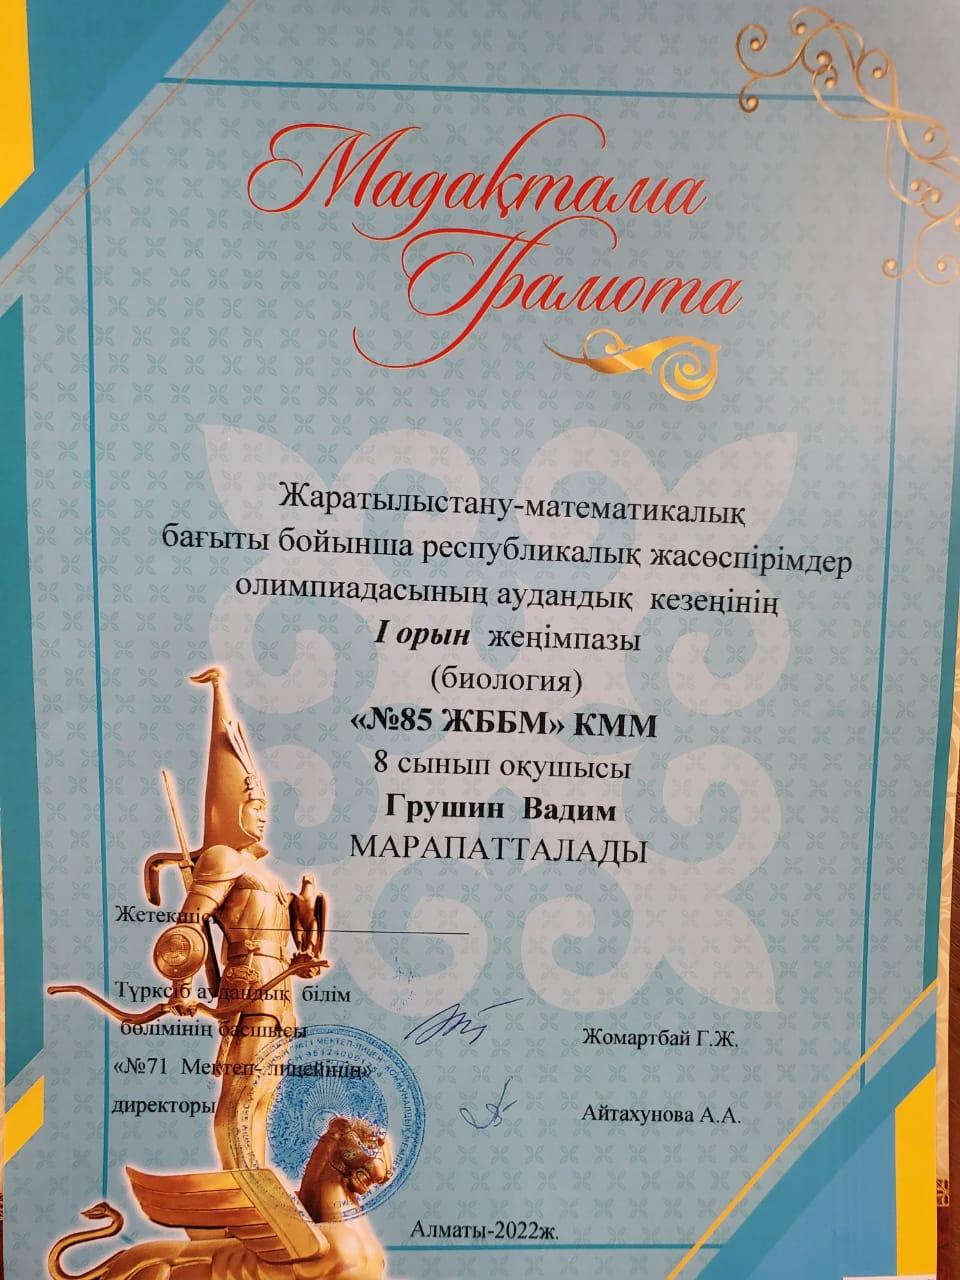 Мадақтама
Грамота
Жаратылыстану-математикалық
бағыты бойынша республикалық жасөспірімдер
олимпиадасының аудандық кезеңінің
I орын жеңімпазы
(биология)
«№85 ЖББМ» КММ
8 сынып оқушысы
Грушин Вадим
МАРАПАТТАЛАДЫ
Жетекшісі
Түрксіб аудандық білім
бөлімінің басшысы
Жомартбай Г.Ж.
«№71 Мектеп- лицейінің»
директоры
Айтахунова А.А.
Алматы-2022ж.